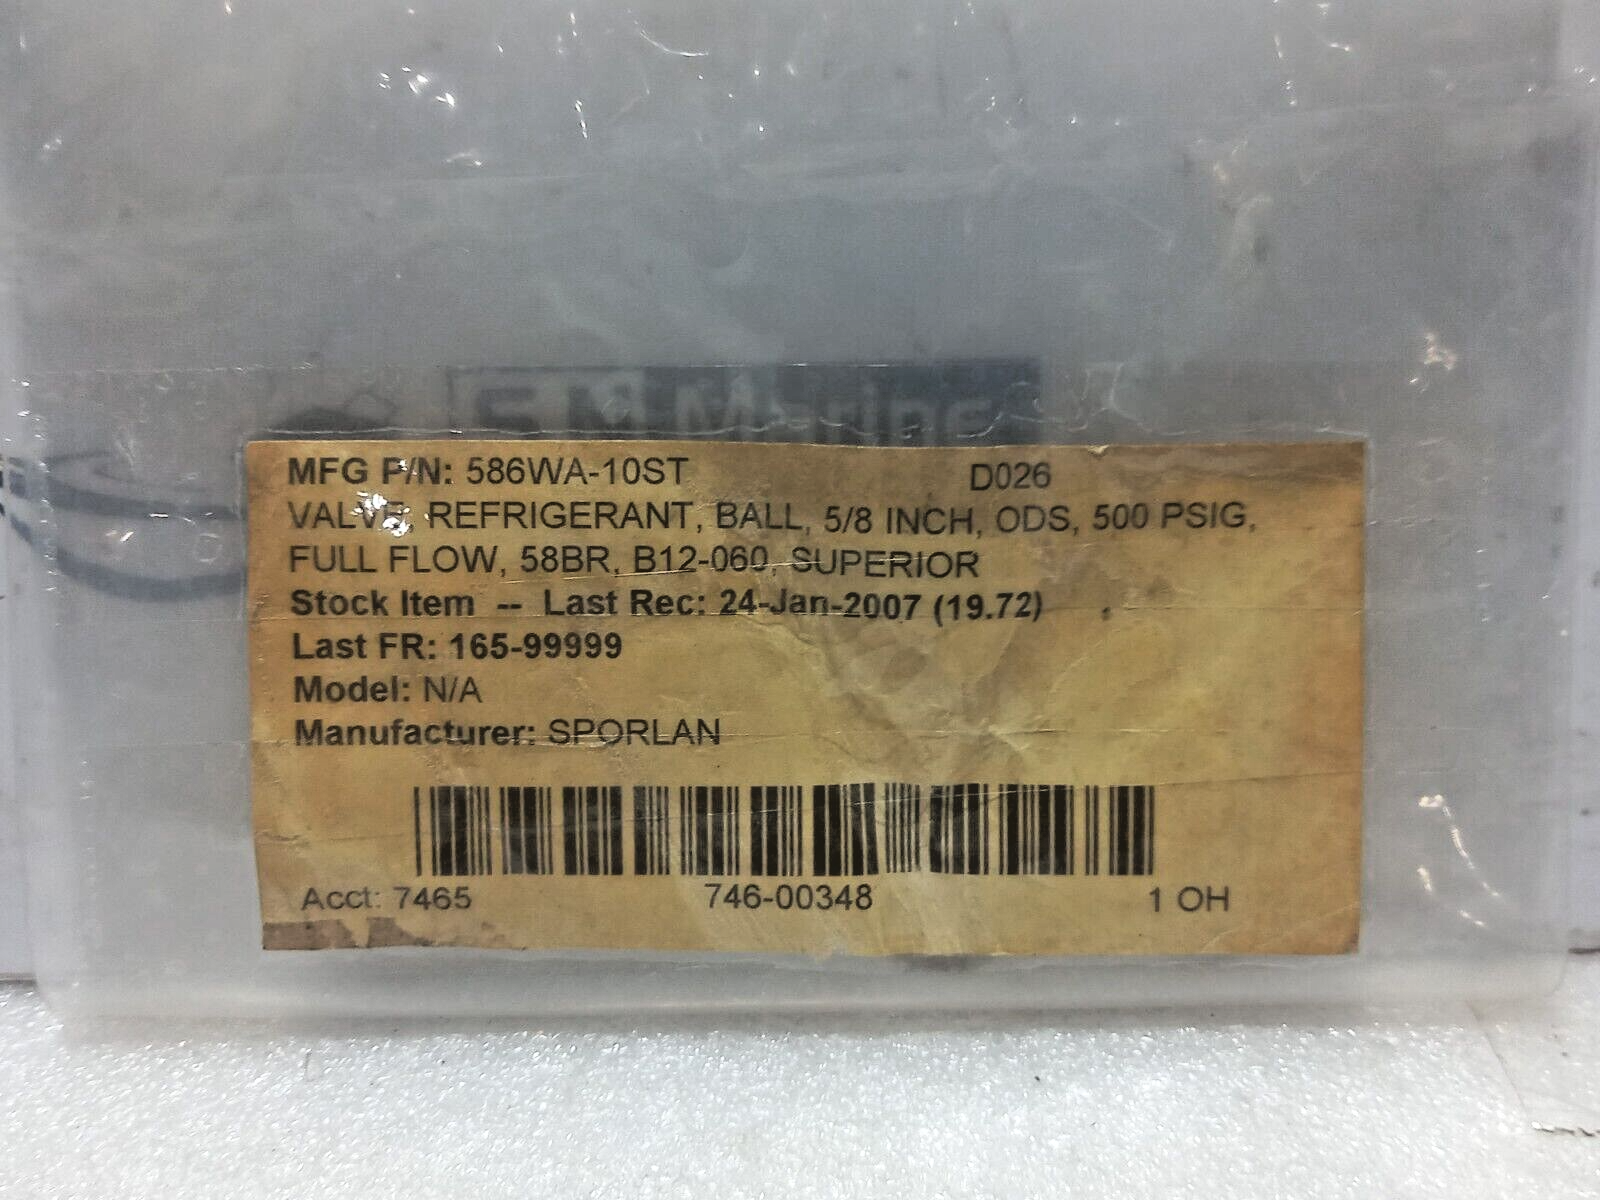 Marine
MFG P/N: 586WA-10ST D026
VALVE, REFRIGERANT, BALL, 5/8 INCH, ODS, 500 PSIG,
FULL FLOW, 58BR, B12-060, SUPERIOR
Stock Item -- Last Rec: 24-Jan-2007 (19.72)
Last FR: 165-99999
Model: N/A
Manufacturer: SPORLAN
Acct: 7465 746-00348 1 OH